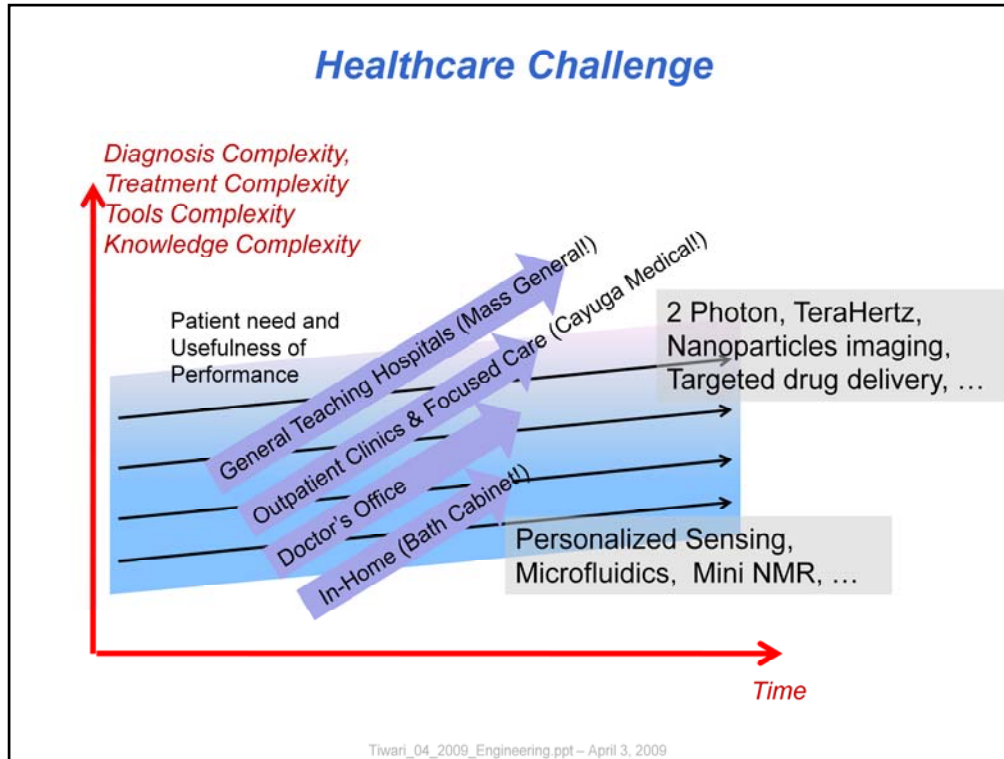 Healthcare Challenge
Diagnosis Complexity,
Treatment Complexity
Tools Complexity
Knowledge Complexity
Patient need and
Usefulness of
Performance
General Teaching Hospitals (Mass General!)
Outpatient Clinics & Focused Care (Cayuga Medical!)
Doctor's Office
In-Home (Bath Cabinet!)
2 Photon, TeraHertz,
Nanoparticles imaging,
Targeted drug delivery, …
Personalized Sensing,
Microfluidics, Mini NMR, …
Time
Tiwari_04_2009_Engineering.ppt – April 3, 2009